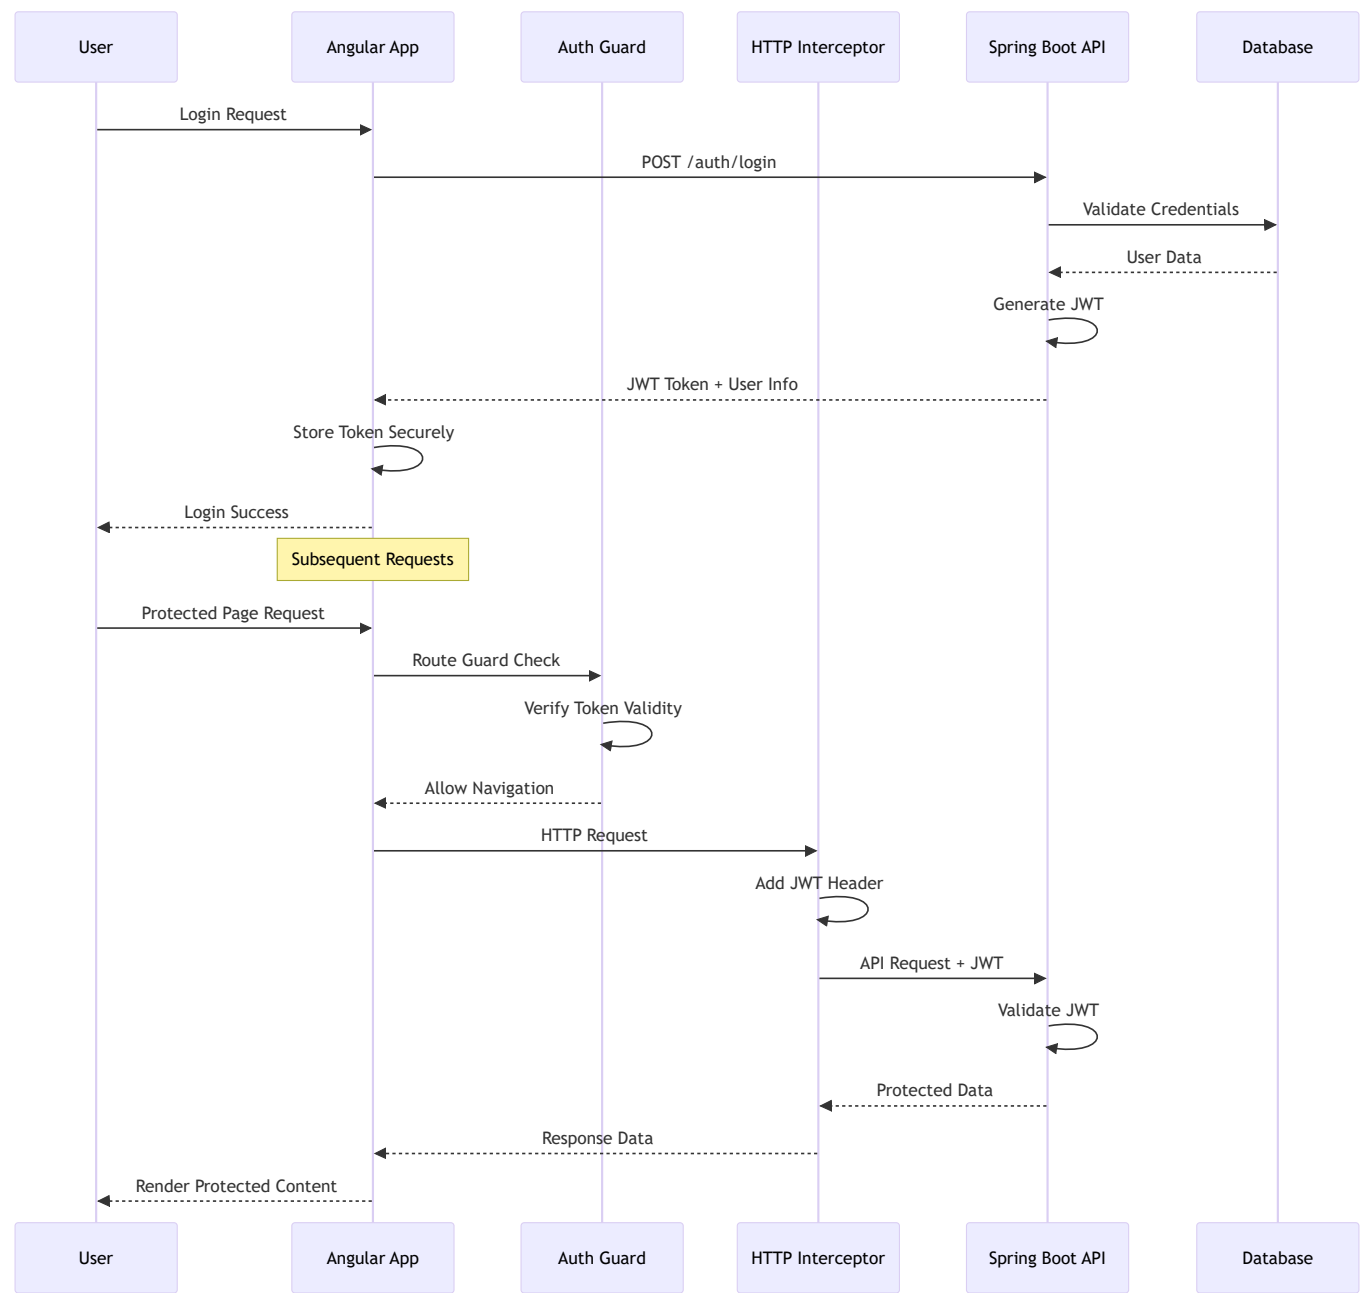 User
Angular App
Auth Guard
HTTP Interceptor
Spring Boot API
Database
Login Request
POST /auth/login
Validate Credentials
User Data
Generate JWT
JWT Token + User Info
Store Token Securely
Login Success
Subsequent Requests
Protected Page Request
Route Guard Check
Verify Token Validity
Allow Navigation
HTTP Request
Add JWT Header
API Request + JWT
Validate JWT
Protected Data
Response Data
Render Protected Content
User
Angular App
Auth Guard
HTTP Interceptor
Spring Boot API
Database